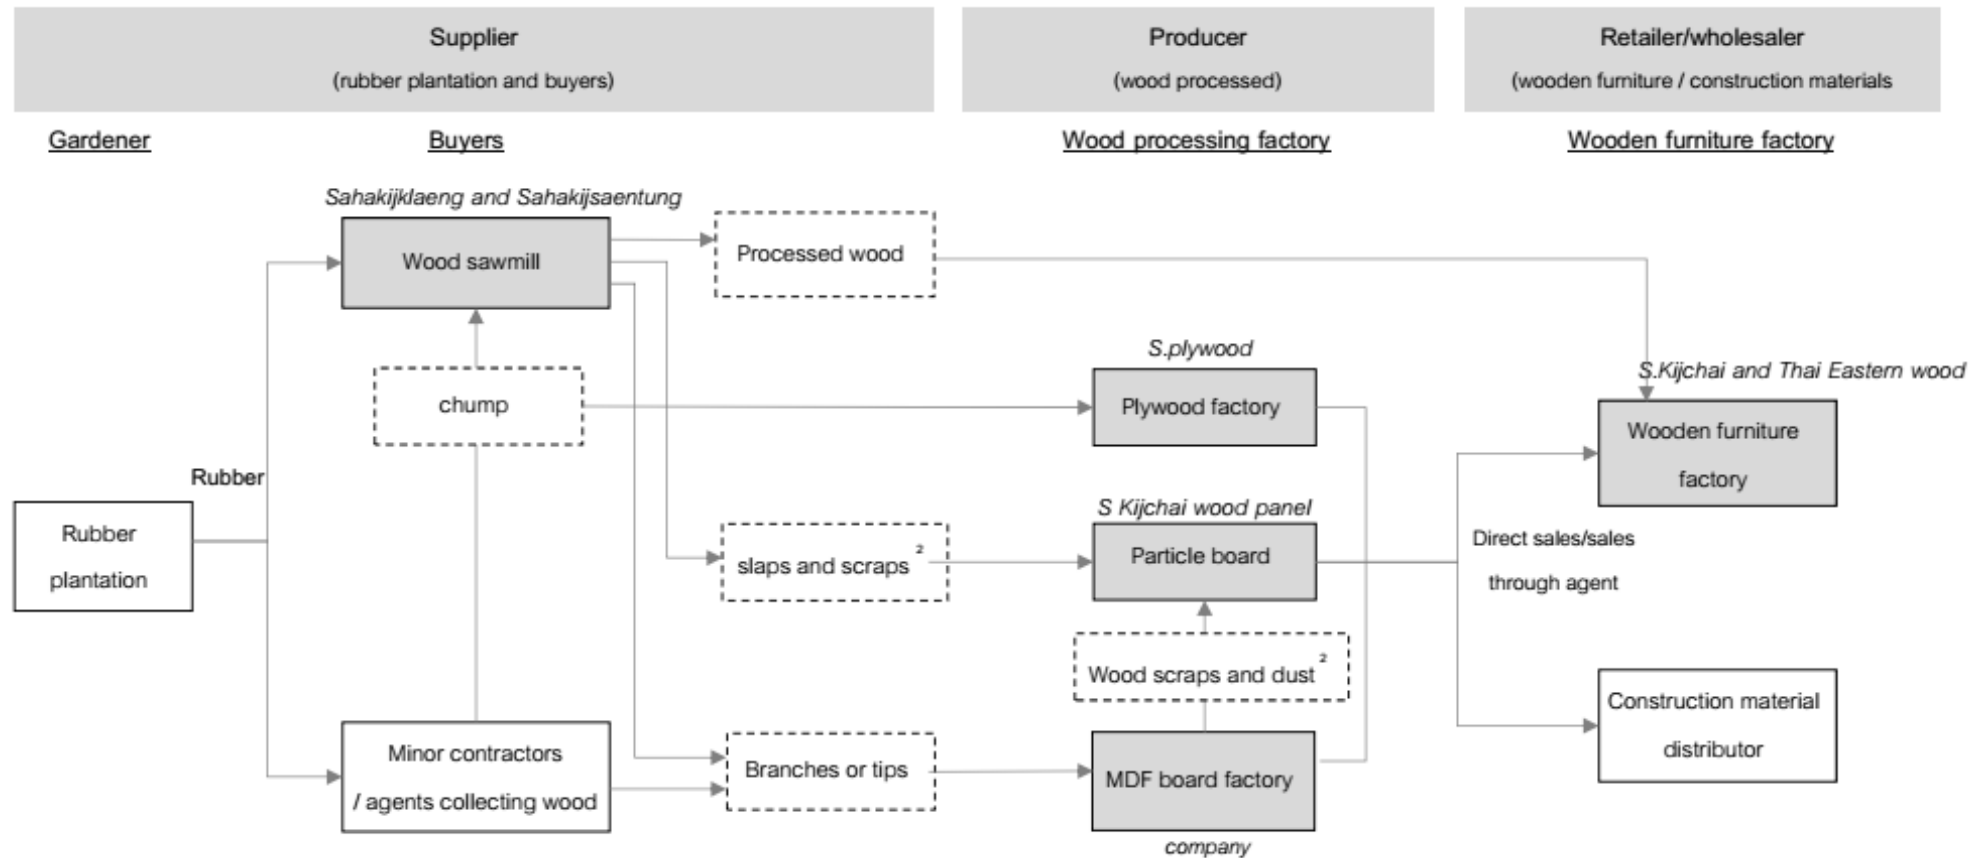 Supplier
(rubber plantation and buyers)
Producer
(wood processed)
Retailer/wholesaler
(wooden furniture / construction materials
Gardener
Buyers
Wood processing factory
Wooden furniture factory
Sahakijklaeng and Sahakijsaentung
Wood sawmill
Processed wood
S.plywood
chump
Plywood factory
S.Kijchai and Thai Eastern wood
Wooden furniture
factory
Rubber
Rubber
plantation
S Kijchai wood panel
slaps and scraps 2
Particle board
Direct sales/sales
through agent
Wood scraps and dust 2
Construction material
distributor
Minor contractors
/ agents collecting wood
Branches or tips
MDF board factory
company